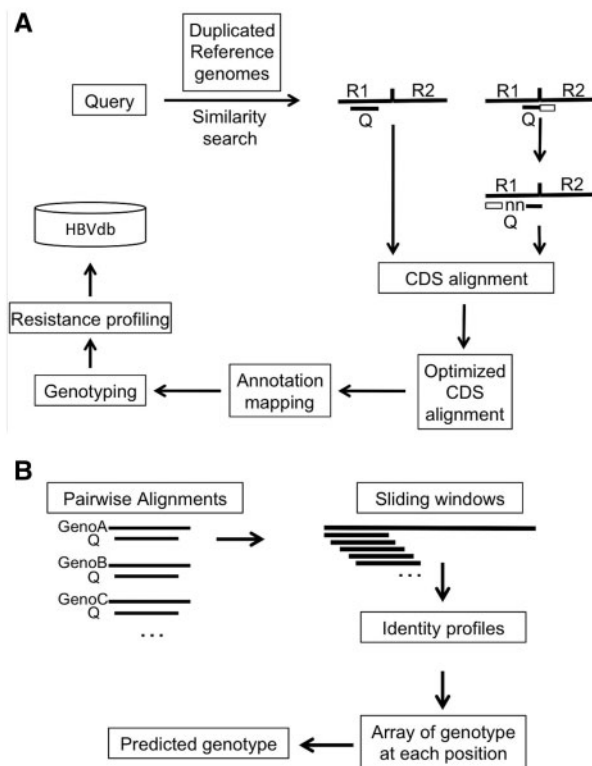 A
Duplicated
Reference
genomes
Query
Similarity
search
R1 R2
Q
R1 R2
Q
R1 R2
nn
Q
HBVdb
CDS alignment
Resistance profiling
Genotyping
Annotation
mapping
Optimized
CDS
alignment
B
Pairwise Alignments
Sliding windows
GenoA
Q
GenoB
Q
GenoC
Q
...
...
Identity profiles
Predicted genotype
Array of genotype
at each position